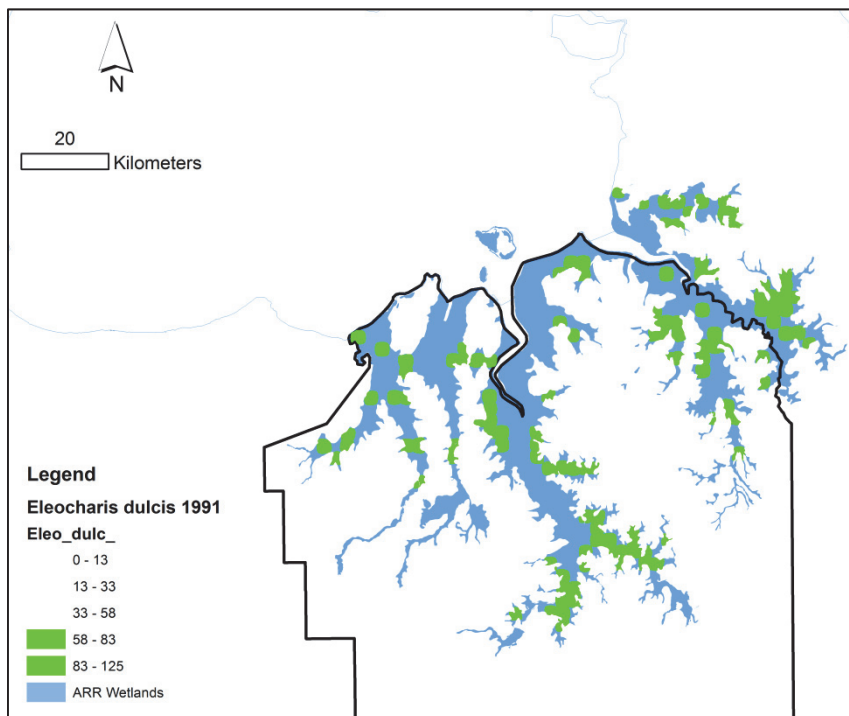 N
20
Kilometers
Legend
Eleocharis dulcis 1991
Eleo_dulc_
0 - 13
13 - 33
33 - 58
58 - 83
83 - 125
ARR Wetlands